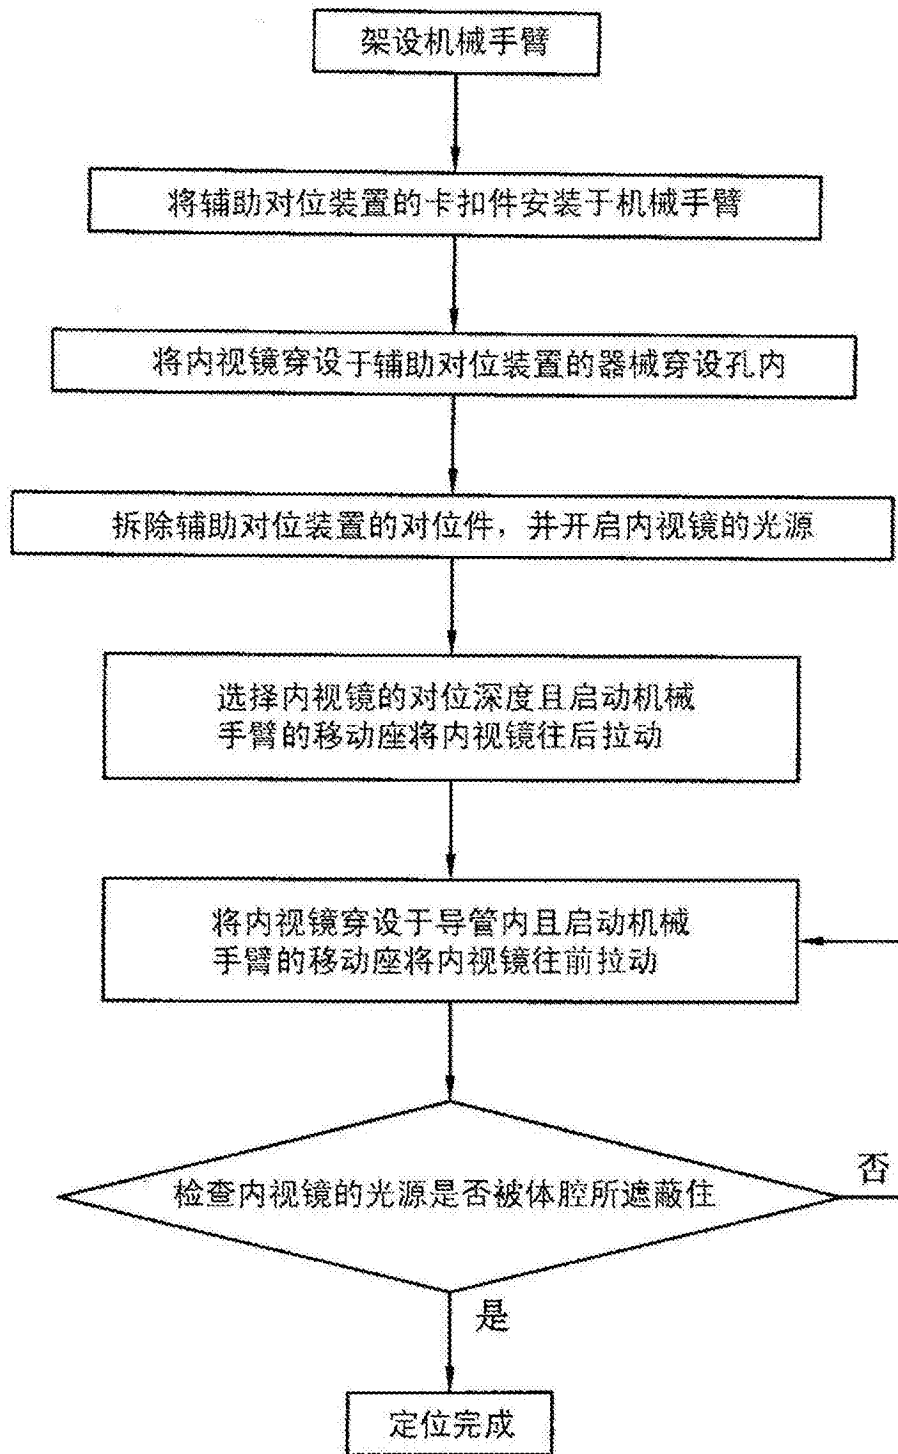 架设机械手臂
将辅助对位装置的卡扣件安装于机械手臂
将内视镜穿设于辅助对位装置的器械穿设孔内
拆除辅助对位装置的对位件，并开启内视镜的光源
选择内视镜的对位深度且启动机械
手臂的移动座将内视镜往后拉动
将内视镜穿设于导管内且启动机械
手臂的移动座将内视镜往前拉动
检查内视镜的光源是否被体腔所遮蔽住
否
是
定位完成